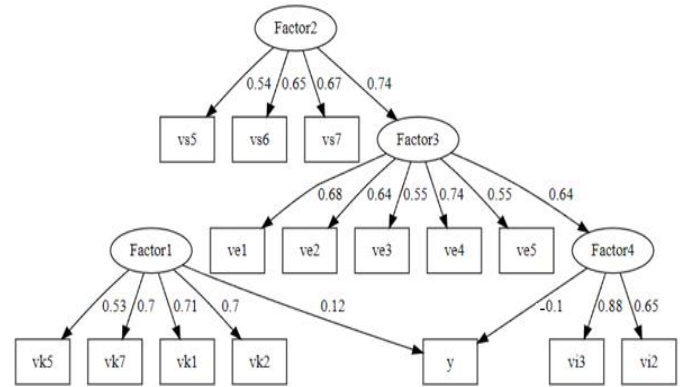 Factor2
0.54 0.65 0.67 0.74
vs5 vs6 vs7 Factor3
0.68 0.64 0.55 0.74 0.55 0.64
Factor1 ve1 ve2 ve3 ve4 ve5 Factor4
0.53 0.7 0.71 0.7 0.12 -0.1 0.88 0.65
vk5 vk7 vk1 vk2 y vi3 vi2